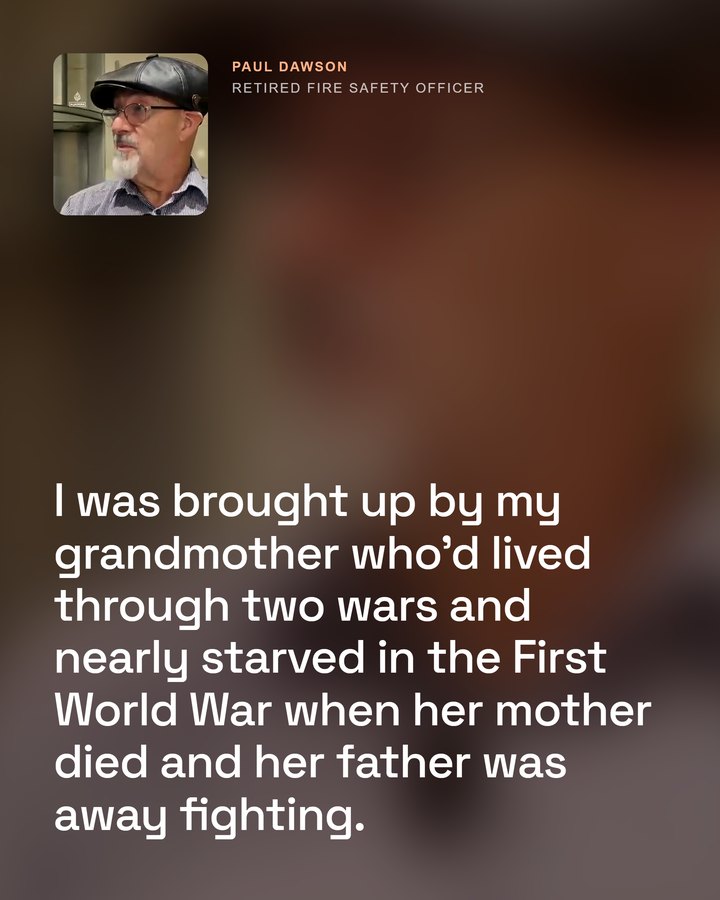 PAUL DAWSON
RETIRED FIRE SAFETY OFFICER
I was brought up by my
grandmother who’d lived
through two wars and
nearly starved in the First
World War when her mother
died and her father was
away fighting.